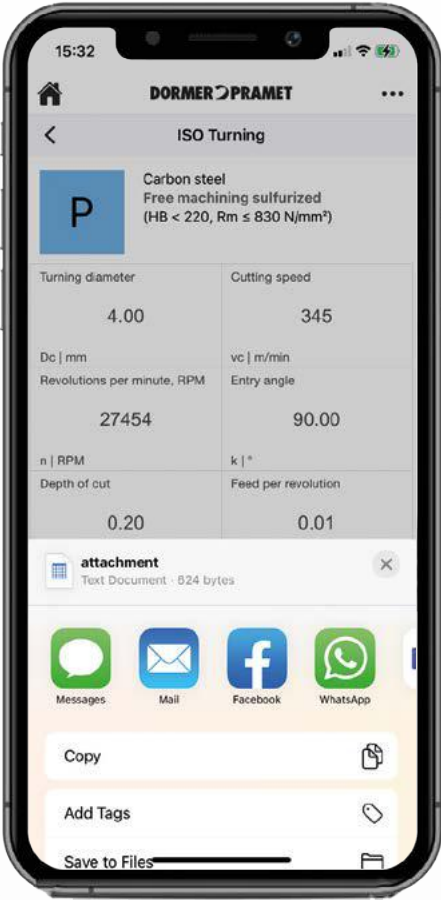 15:32
DORMER PRAMET
ISO Turning
P
Carbon steel
Free machining sulfurized
(HB < 220, Rm ≤ 830 N/mm²)
Turning diameter
Cutting speed
4.00
345
Dc | mm
vc | m/min
Revolutions per minute, RPM
Entry angle
27454
90.00
n | RPM
k | °
Depth of cut
Feed per revolution
0.20
0.01
attachment
Text Document · 624 bytes
Messages
Mail
Facebook
WhatsApp
Copy
Add Tags
Save to Files